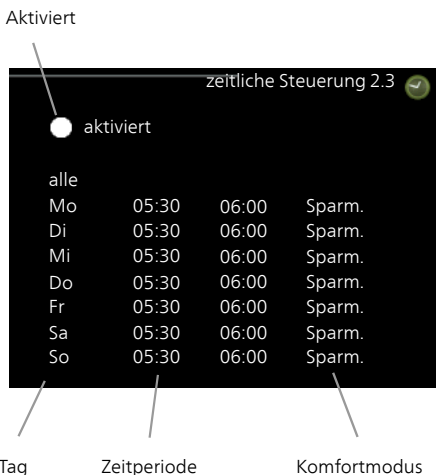 Aktiviert
zeitliche Steuerung 2.3
aktiviert
alle
Mo 05:30 06:00 Sparm.
Di 05:30 06:00 Sparm.
Mi 05:30 06:00 Sparm.
Do 05:30 06:00 Sparm.
Fr 05:30 06:00 Sparm.
Sa 05:30 06:00 Sparm.
So 05:30 06:00 Sparm.
Tag Zeitperiode Komfortmodus